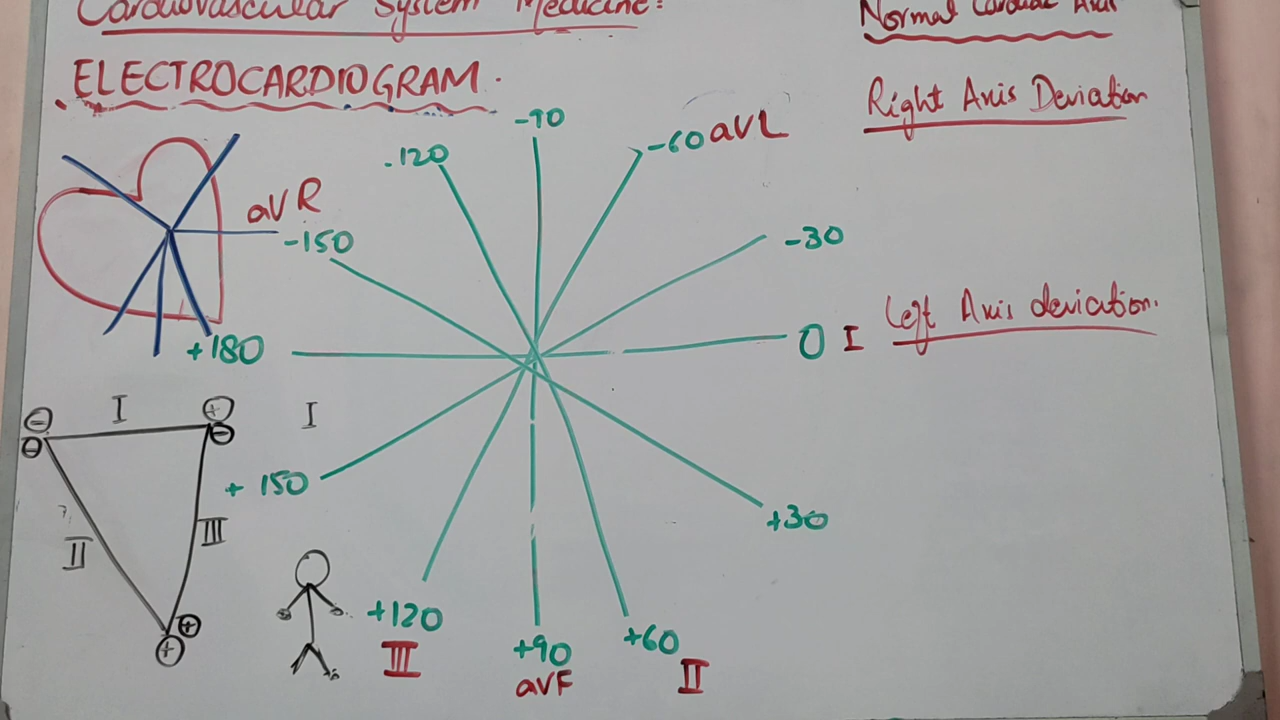 Cardiovascular System Medicine:
Normal Cardiac Axis
ELECTROCARDIOGRAM.
Right Axis Deviation
-90
-120
-60 aVL
aVR
-150
-30
+180
0 I
Left Axis deviation.
I
I
+ 150
II
III
+30
+120
III
+90
aVF
+60
II